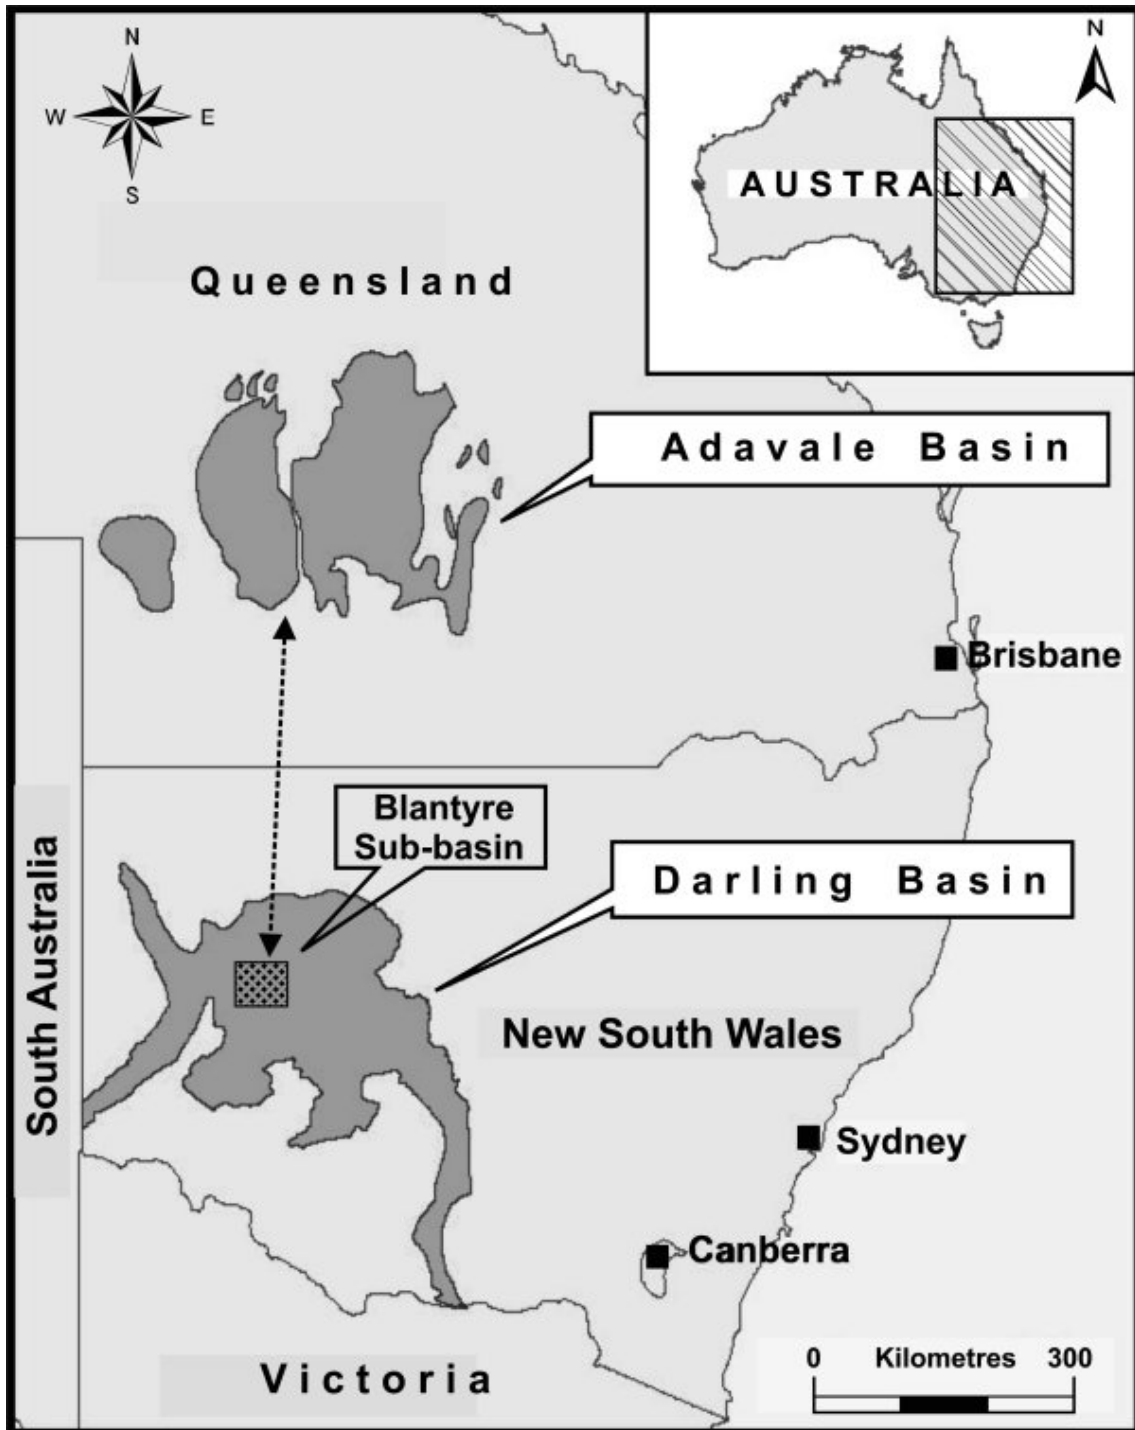 N
W E
S
N
AUSTRALIA
Queensland
Adavale Basin
Brisbane
Blantyre
Sub-basin
Darling Basin
South Australia
New South Wales
Sydney
Canberra
Victoria
0 Kilometres 300